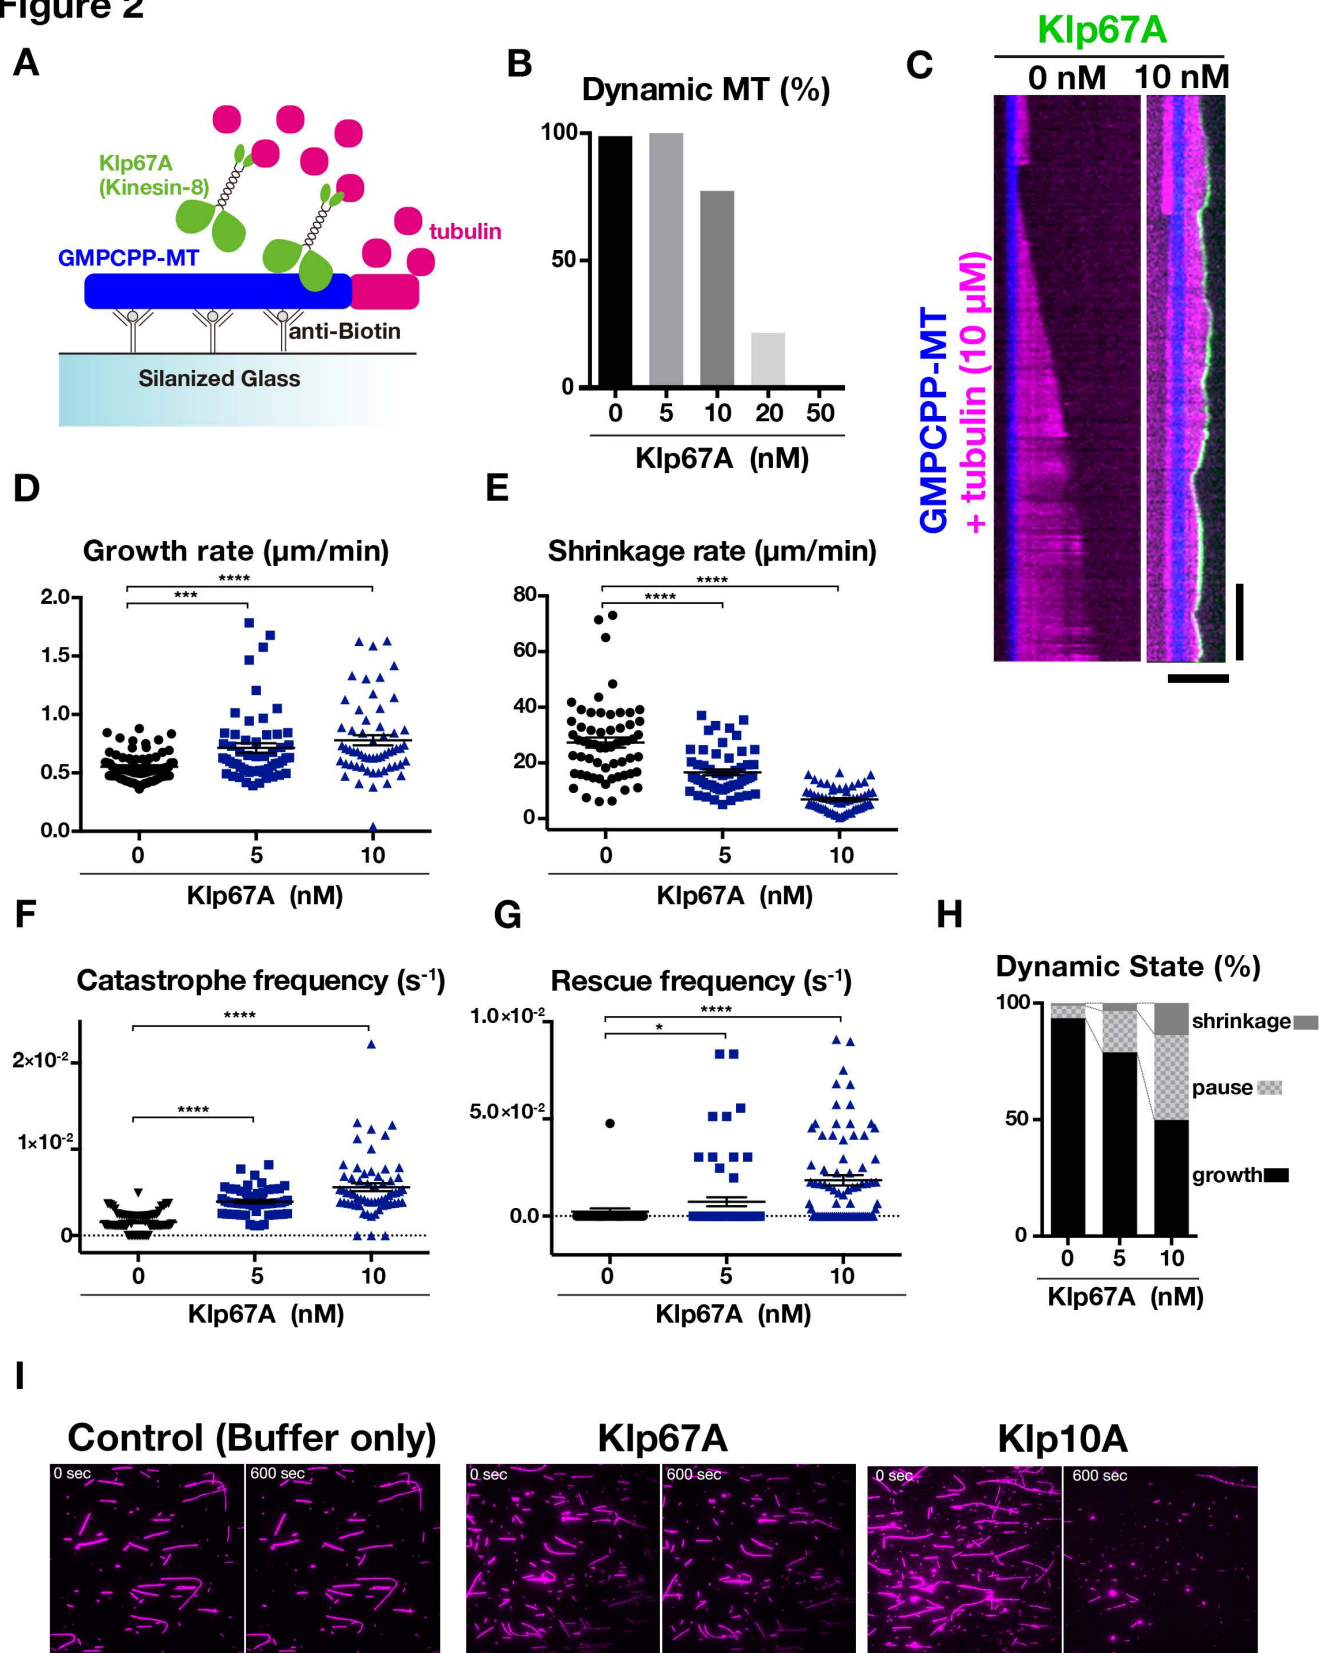 Figure 2
A
Klp67A
(Kinesin-8)
tubulin
GMPCPP-MT
anti-Biotin
Silanized Glass
B
Dynamic MT (%)
100
50
0
0 5 10 20 50
Klp67A (nM)
C
Klp67A
0 nM 10 nM
GMPCPP-MT
+ tubulin (10 µM)
D
Growth rate (µm/min)
****
***
2.0
1.5
1.0
0.5
0.0
0 5 10
Klp67A (nM)
E
Shrinkage rate (µm/min)
****
****
80
60
40
20
0
0 5 10
Klp67A (nM)
F
Catastrophe frequency (s⁻¹)
****
****
2×10⁻²
1×10⁻²
0
0 5 10
Klp67A (nM)
G
Rescue frequency (s⁻¹)
****
*
1.0×10⁻²
5.0×10⁻²
0.0
0 5 10
Klp67A (nM)
H
Dynamic State (%)
100
50
0
shrinkage
pause
growth
0 5 10
Klp67A (nM)
I
Control (Buffer only)
0 sec 600 sec
Klp67A
0 sec 600 sec
Klp10A
0 sec 600 sec